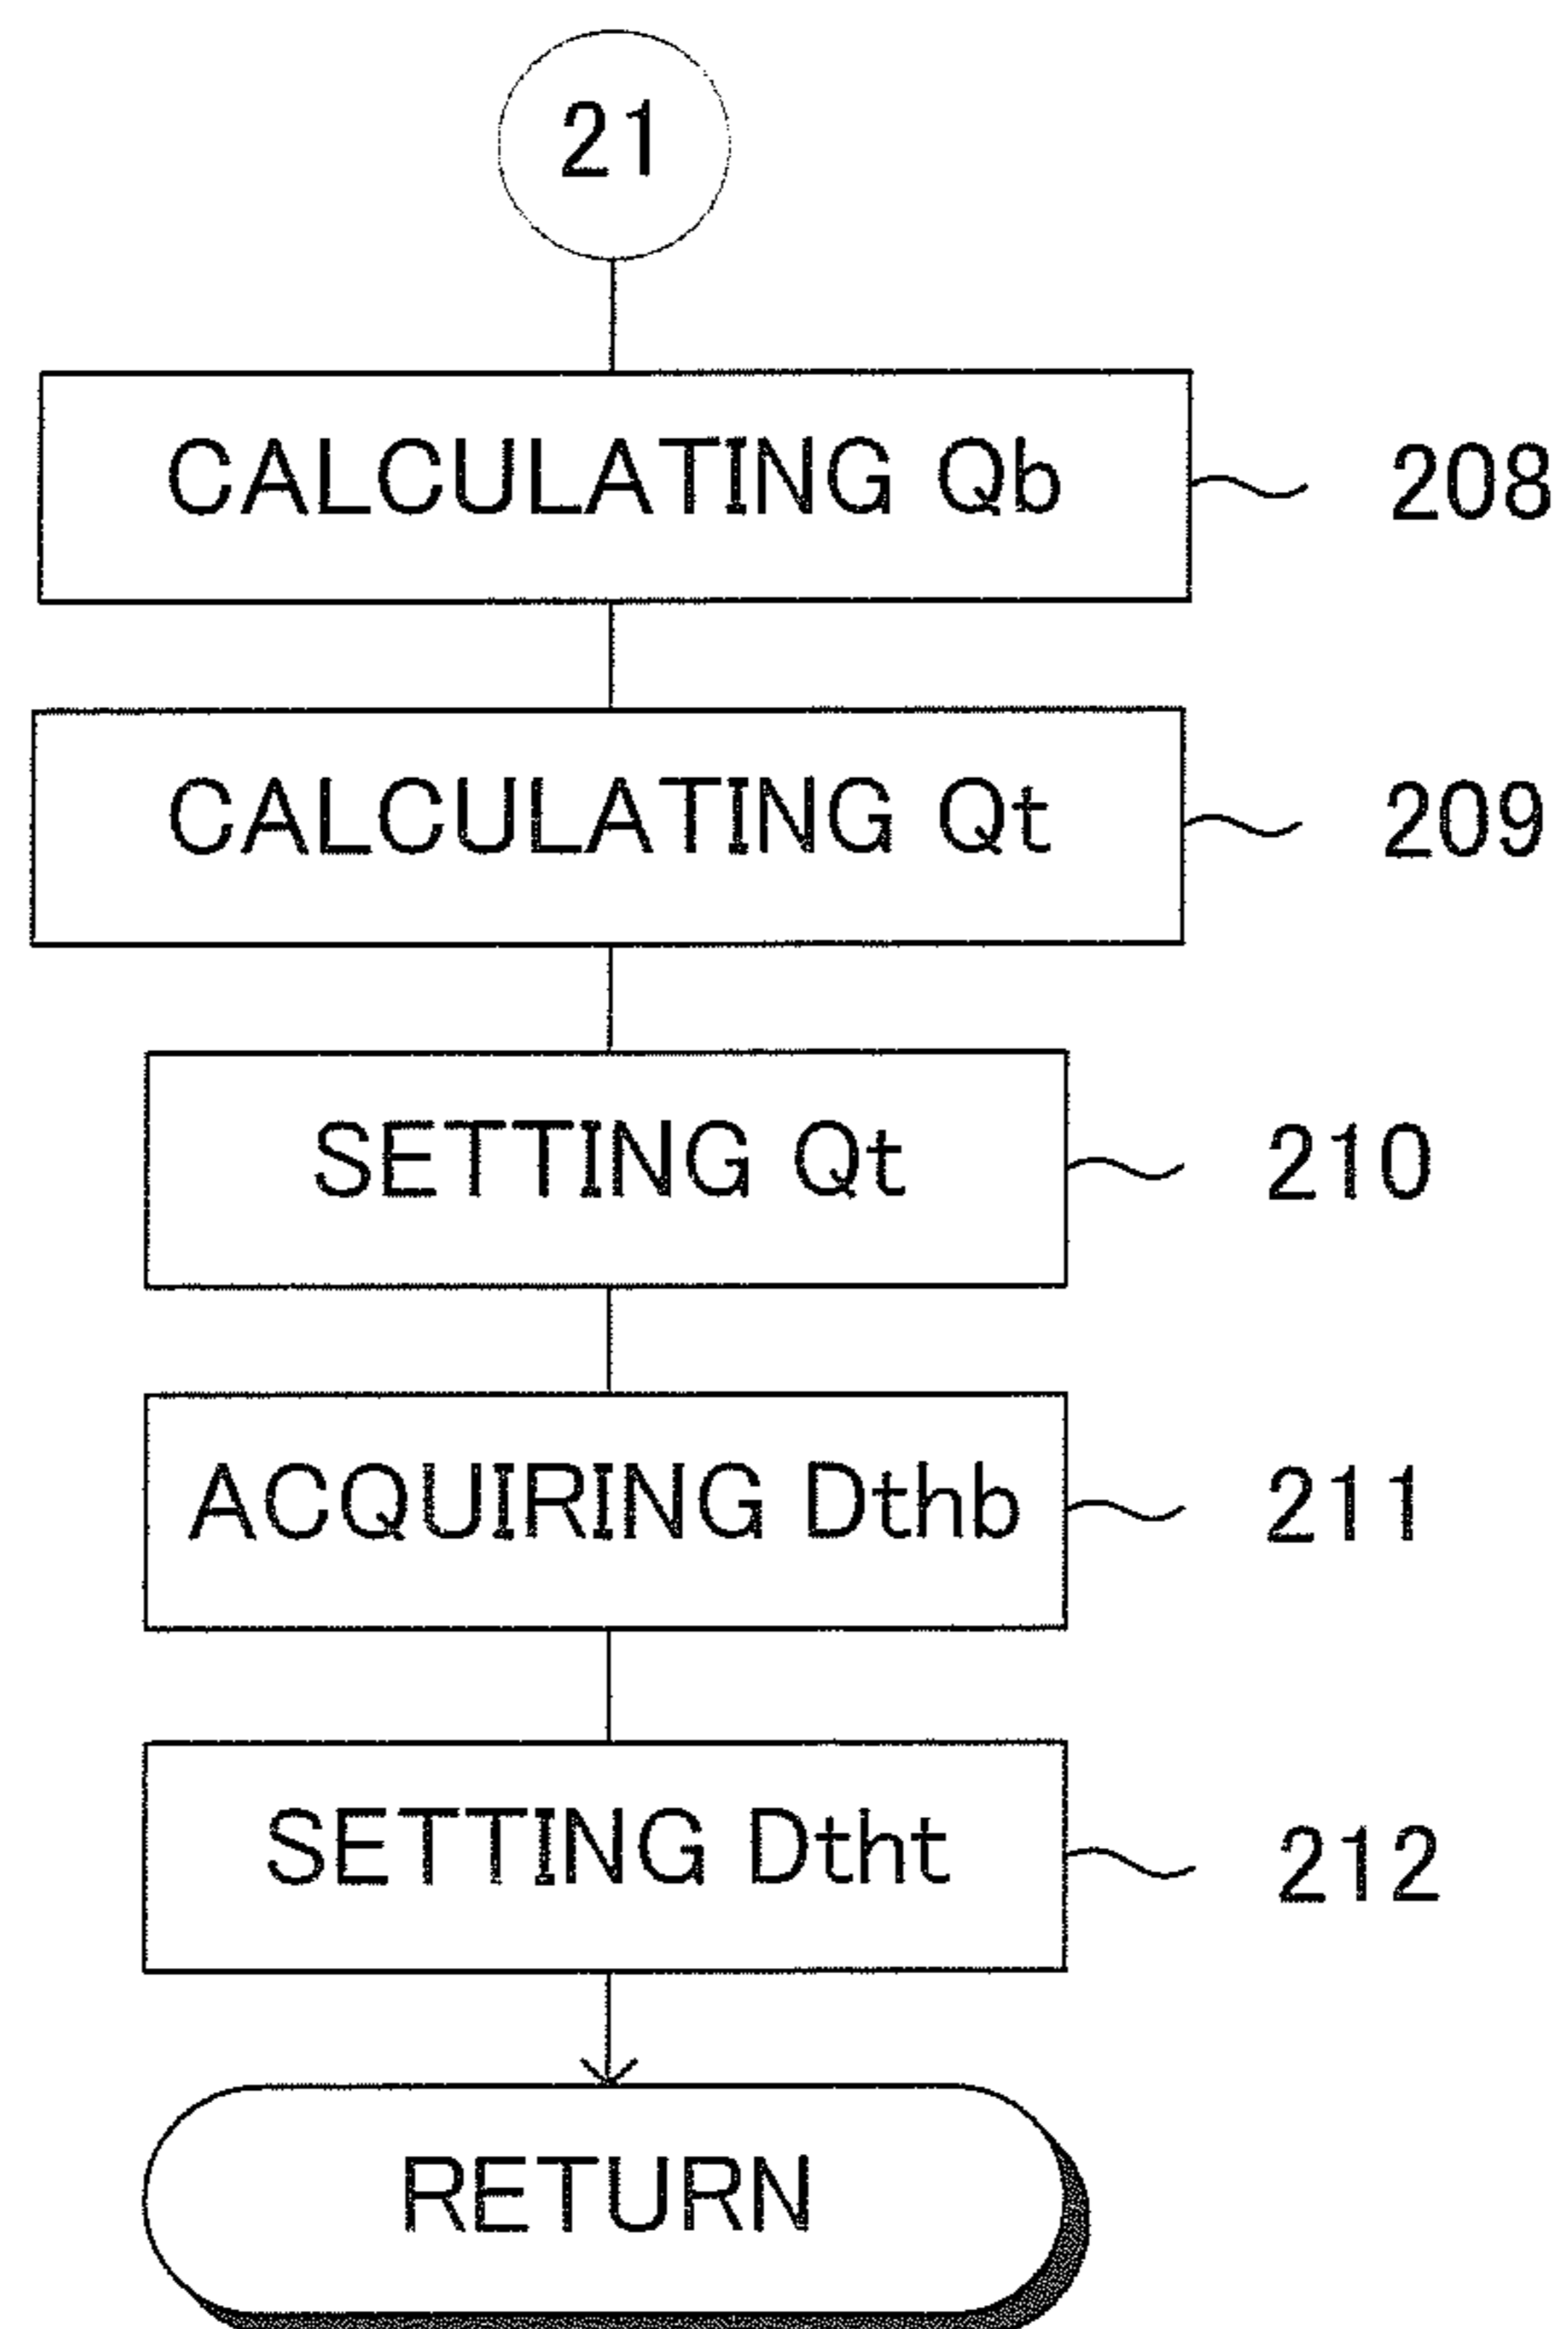 21
CALCULATING Qb 208
CALCULATING Qt 209
SETTING Qt 210
ACQUIRING Dthb 211
SETTING Dtht 212
RETURN